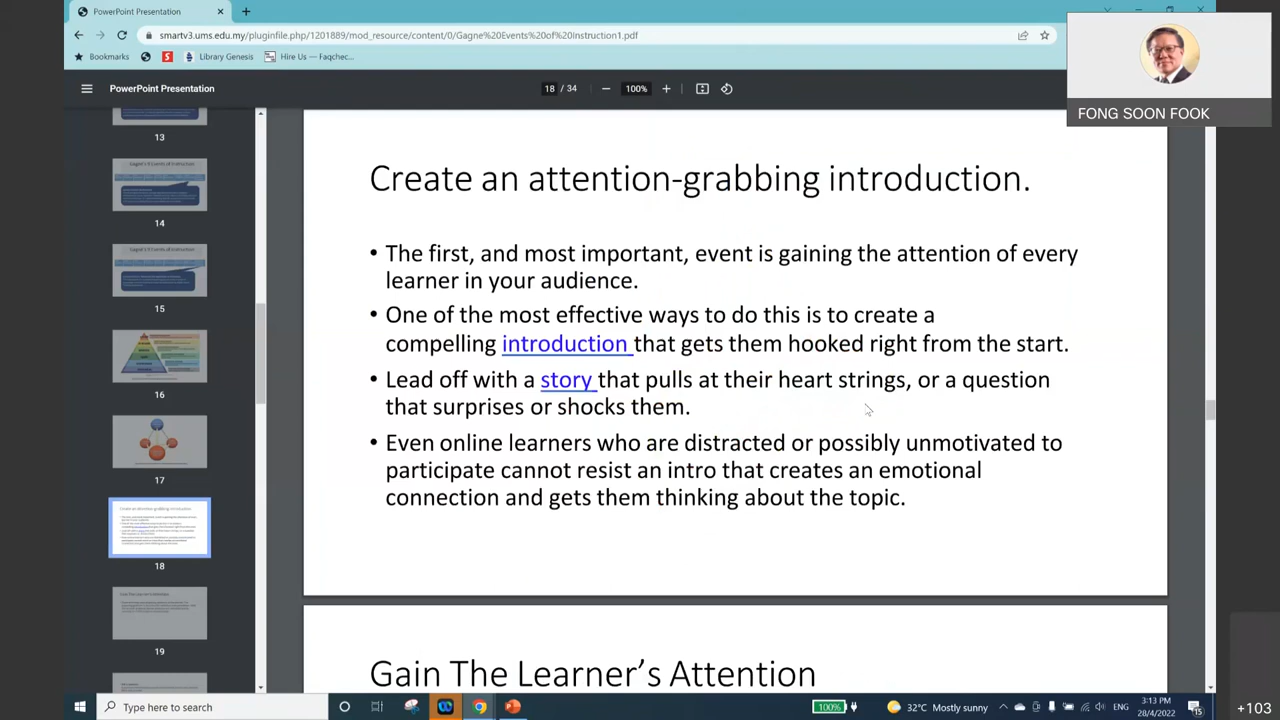 PowerPoint Presentation
smartv3.ums.edu.my/pluginfile.php/1201889/mod_resource/content/0/Gagne%20Events%20of%20Instruction1.pdf
Bookmarks
Library Genesis
Hire Us — Faqchec...
FONG SOON FOOK
PowerPoint Presentation
18 / 34
100%
13
14
15
16
17
18
19
Create an attention-grabbing introduction.
• The first, and most important, event is gaining the attention of every
learner in your audience.
• One of the most effective ways to do this is to create a
compelling introduction that gets them hooked right from the start.
• Lead off with a story that pulls at their heart strings, or a question
that surprises or shocks them.
• Even online learners who are distracted or possibly unmotivated to
participate cannot resist an intro that creates an emotional
connection and gets them thinking about the topic.
Gain The Learner's Attention
Type here to search
100%
32°C Mostly sunny
ENG
3:13 PM
28/4/2022
15
+103